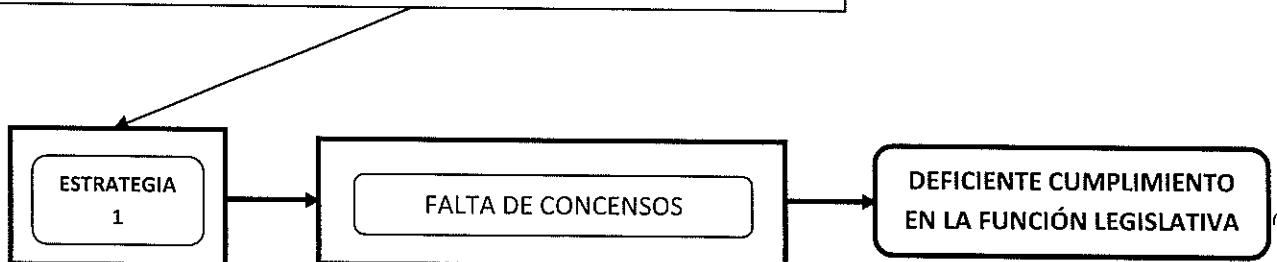 ESTRATEGIA
1
FALTA DE CONCENSOS
DEFICIENTE CUMPLIMIENTO
EN LA FUNCIÓN LEGISLATIVA